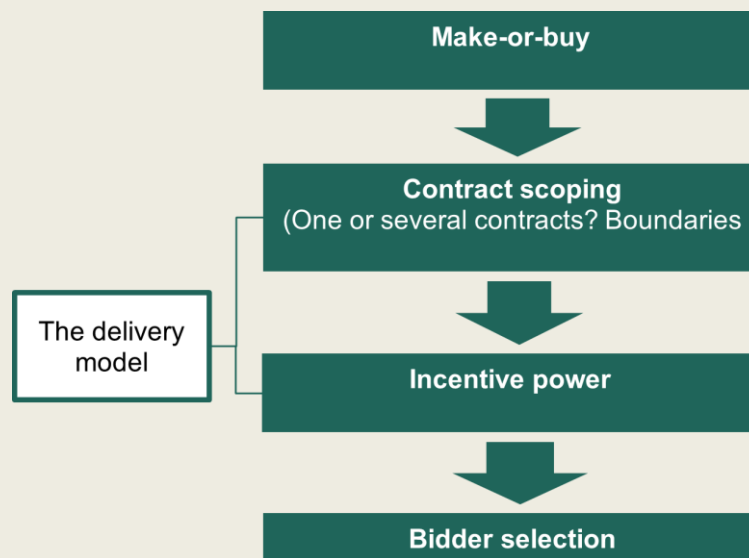 Make-or-buy
Contract scoping
(One or several contracts? Boundaries
The delivery
model
Incentive power
Bidder selection